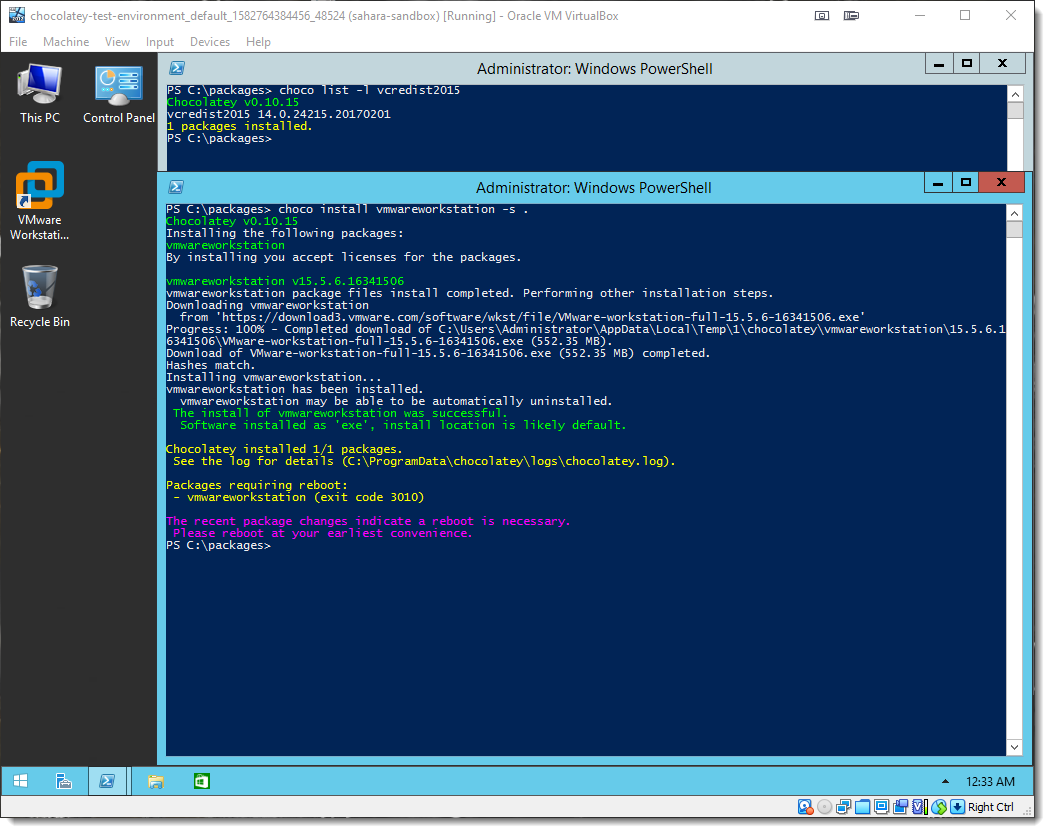 chocolatey-test-environment_default_1582764384456_48524 (sahara-sandbox) [Running] - Oracle VM VirtualBox
File Machine View Input Devices Help
This PC
Control Panel
VMware
Workstati...
Recycle Bin
Administrator: Windows PowerShell
PS C:\packages> choco list -l vcredist2015
Chocolatey v0.10.15
vcredist2015 14.0.24215.20170201
1 packages installed.
PS C:\packages>
Administrator: Windows PowerShell
PS C:\packages> choco install vmwareworkstation -s .
Chocolatey v0.10.15
Installing the following packages:
vmwareworkstation
By installing you accept licenses for the packages.
vmwareworkstation v15.5.6.16341506
vmwareworkstation package files install completed. Performing other installation steps.
Downloading vmwareworkstation
from 'https://download3.vmware.com/software/wkst/file/VMware-workstation-full-15.5.6-16341506.exe'
Progress: 100% - Completed download of C:\Users\Administrator\AppData\Local\Temp\1\chocolatey\vmwareworkstation\15.5.6.1
6341506\VMware-workstation-full-15.5.6-16341506.exe (552.35 MB).
Download of VMware-workstation-full-15.5.6-16341506.exe (552.35 MB) completed.
Hashes match.
Installing vmwareworkstation...
vmwareworkstation has been installed.
vmwareworkstation may be able to be automatically uninstalled.
The install of vmwareworkstation was successful.
Software installed as 'exe', install location is likely default.
Chocolatey installed 1/1 packages.
See the log for details (C:\ProgramData\chocolatey\logs\chocolatey.log).
Packages requiring reboot:
- vmwareworkstation (exit code 3010)
The recent package changes indicate a reboot is necessary.
Please reboot at your earliest convenience.
PS C:\packages>
12:33 AM
Right Ctrl